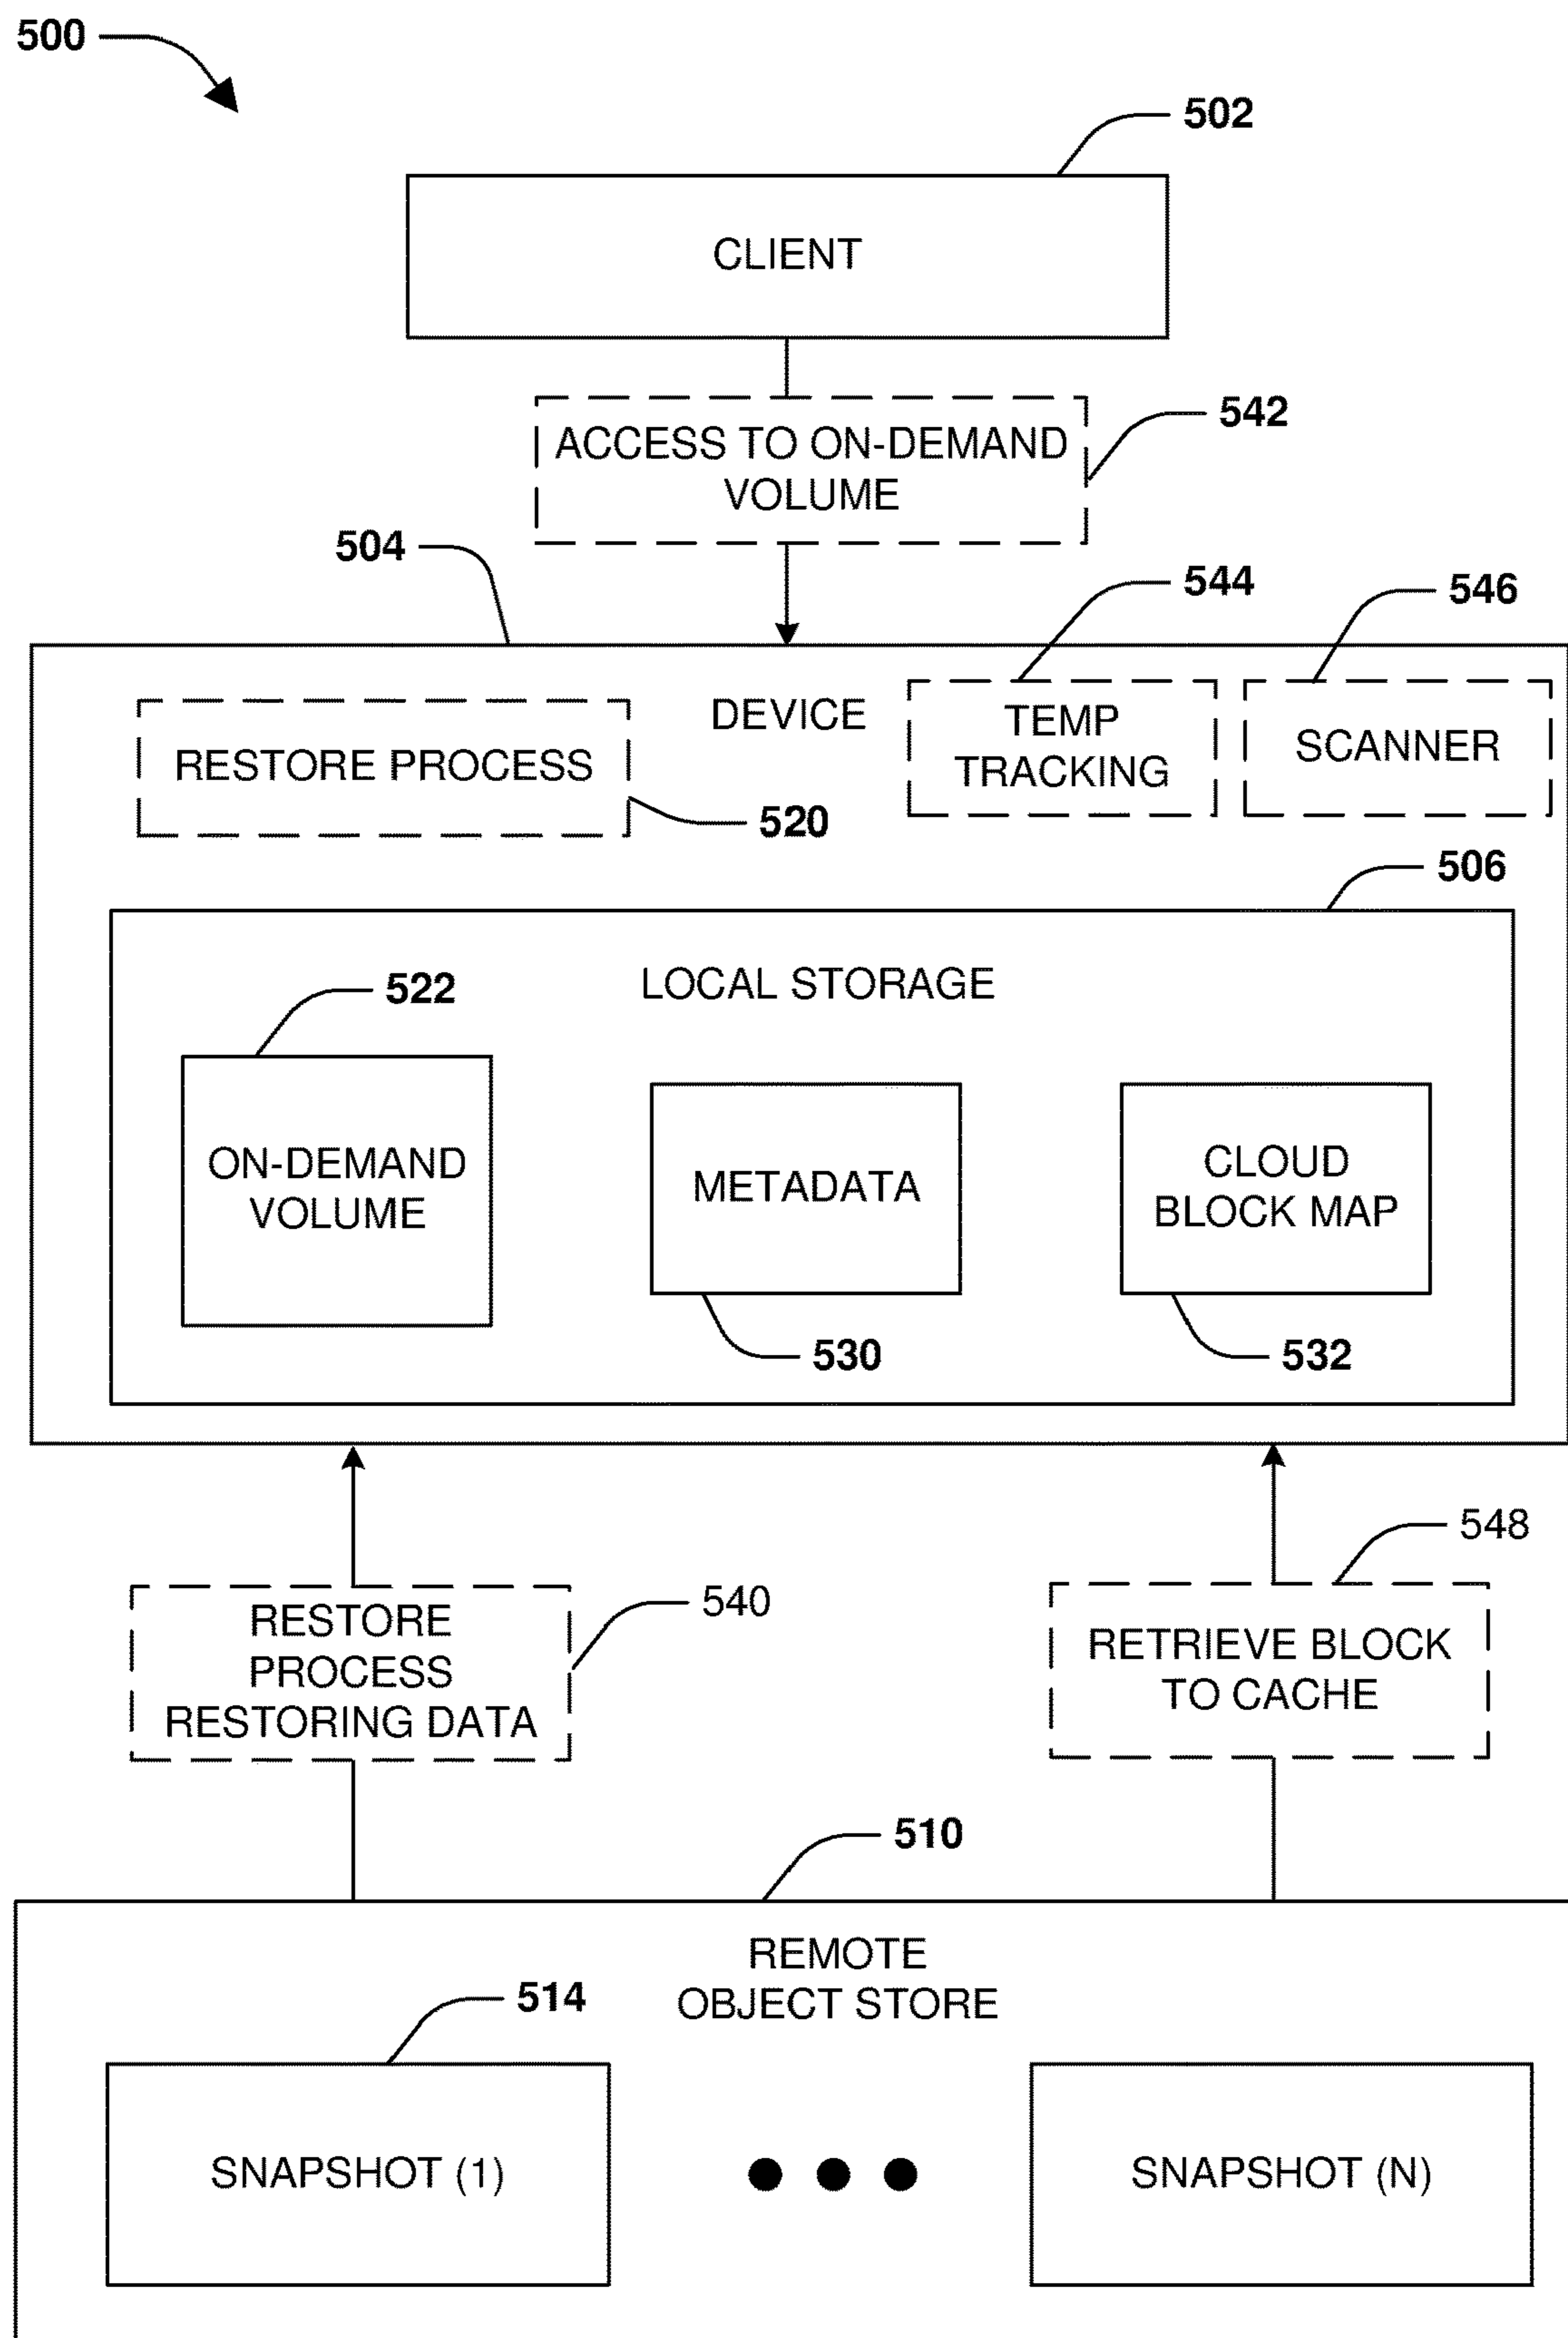 500
502
CLIENT
542
ACCESS TO ON-DEMAND
VOLUME
504
544
546
DEVICE
TEMP
TRACKING
SCANNER
RESTORE PROCESS
520
506
LOCAL STORAGE
522
ON-DEMAND
VOLUME
METADATA
CLOUD
BLOCK MAP
530
532
548
540
RESTORE
PROCESS
RESTORING DATA
RETRIEVE BLOCK
TO CACHE
510
REMOTE
OBJECT STORE
514
SNAPSHOT (1)
SNAPSHOT (N)